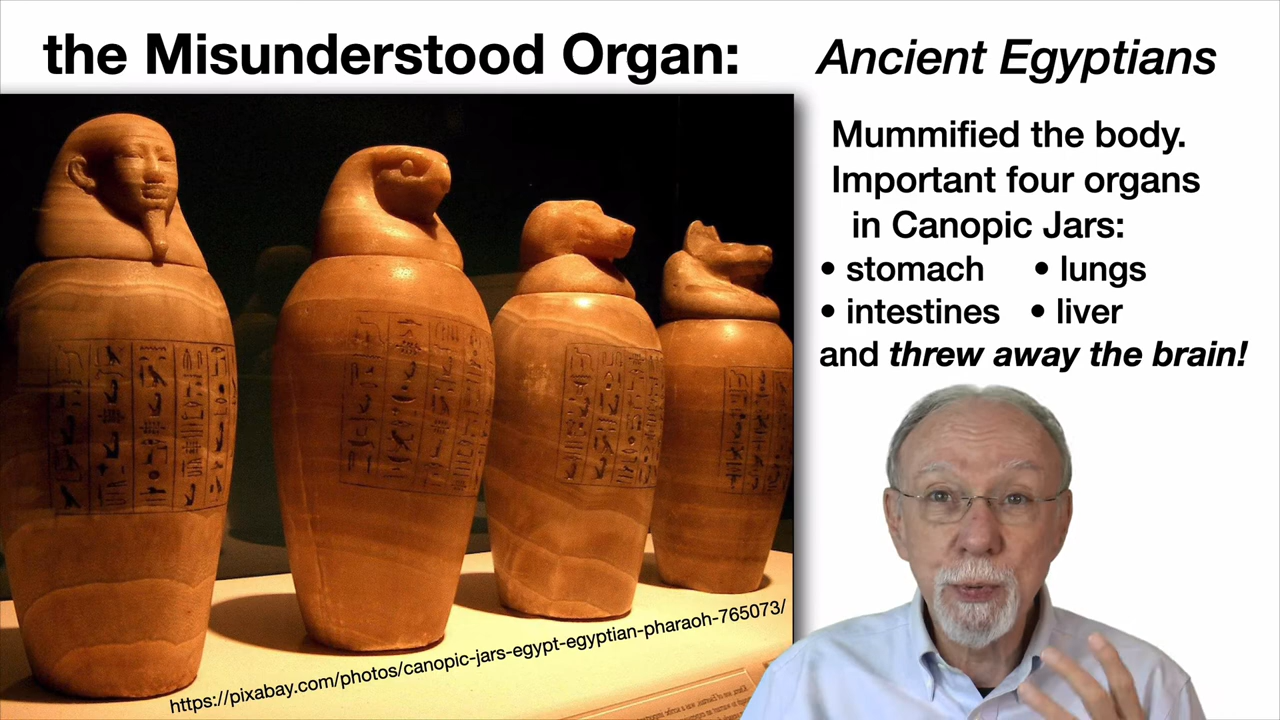 the Misunderstood Organ: Ancient Egyptians
Mummified the body.
Important four organs
in Canopic Jars:
• stomach • lungs
• intestines • liver
and threw away the brain!
https://pixabay.com/photos/canopic-jars-egypt-egyptian-pharaoh-765073/